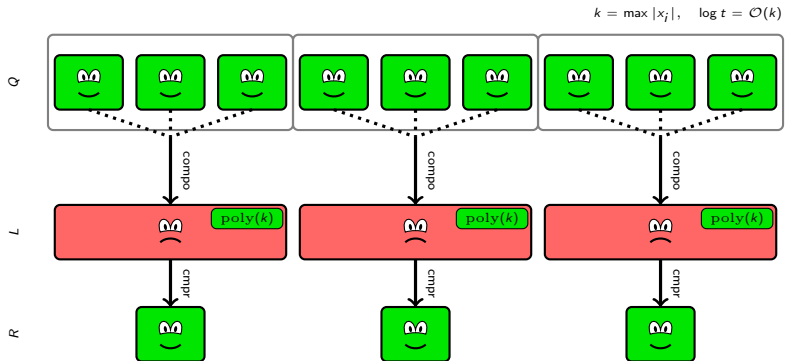 k = max |x_i|, log t = 𝒪(k)
Q
compo compo compo
L
poly(k) poly(k) poly(k)
cmpr cmpr cmpr
R